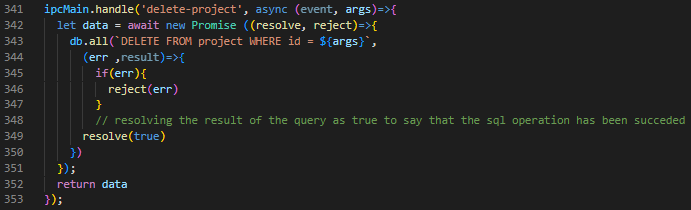 341 ipcMain.handle('delete-project', async (event, args)=>{
342 let data = await new Promise ((resolve, reject)=>{
343 db.all(`DELETE FROM project WHERE id = ${args}`,
344 (err ,result)=>{
345 if(err){
346 reject(err)
347 }
348 // resolving the result of the query as true to say that the sql operation has been succeded
349 resolve(true)
350 })
351 });
352 return data
353 });